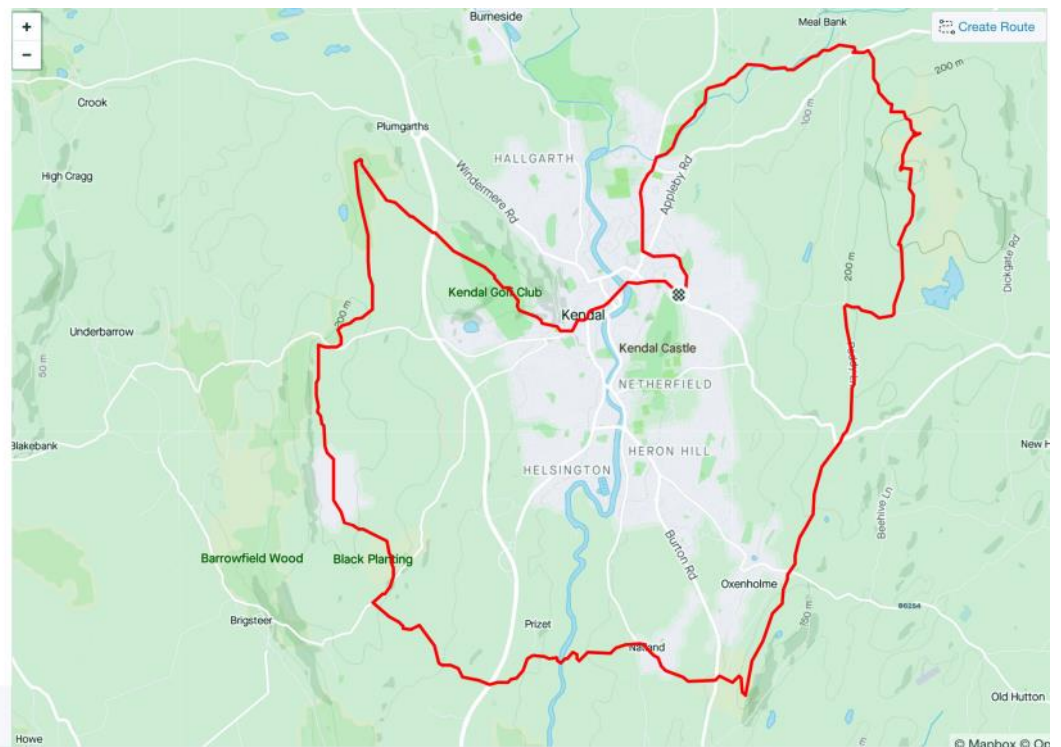 +
−
Create Route
Burneside
Meal Bank
200 m
Crook
Plumgarths
100 m
HALLGARTH
High Cragg
Windermere Rd
Appleby Rd
Dickgate Rd
200 m
Kendal Golf Club
200 m
Kendal
Underbarrow
Kendal Castle
50 m
NETHERFIELD
Blakebank
New H
HERON HILL
HELSINGTON
Beehive Ln
Barrowfield Wood
Black Planting
Burton Rd
Oxenholme
B6254
150 m
Brigsteer
Prizet
Natland
Old Hutton
Howe
© Mapbox © Op